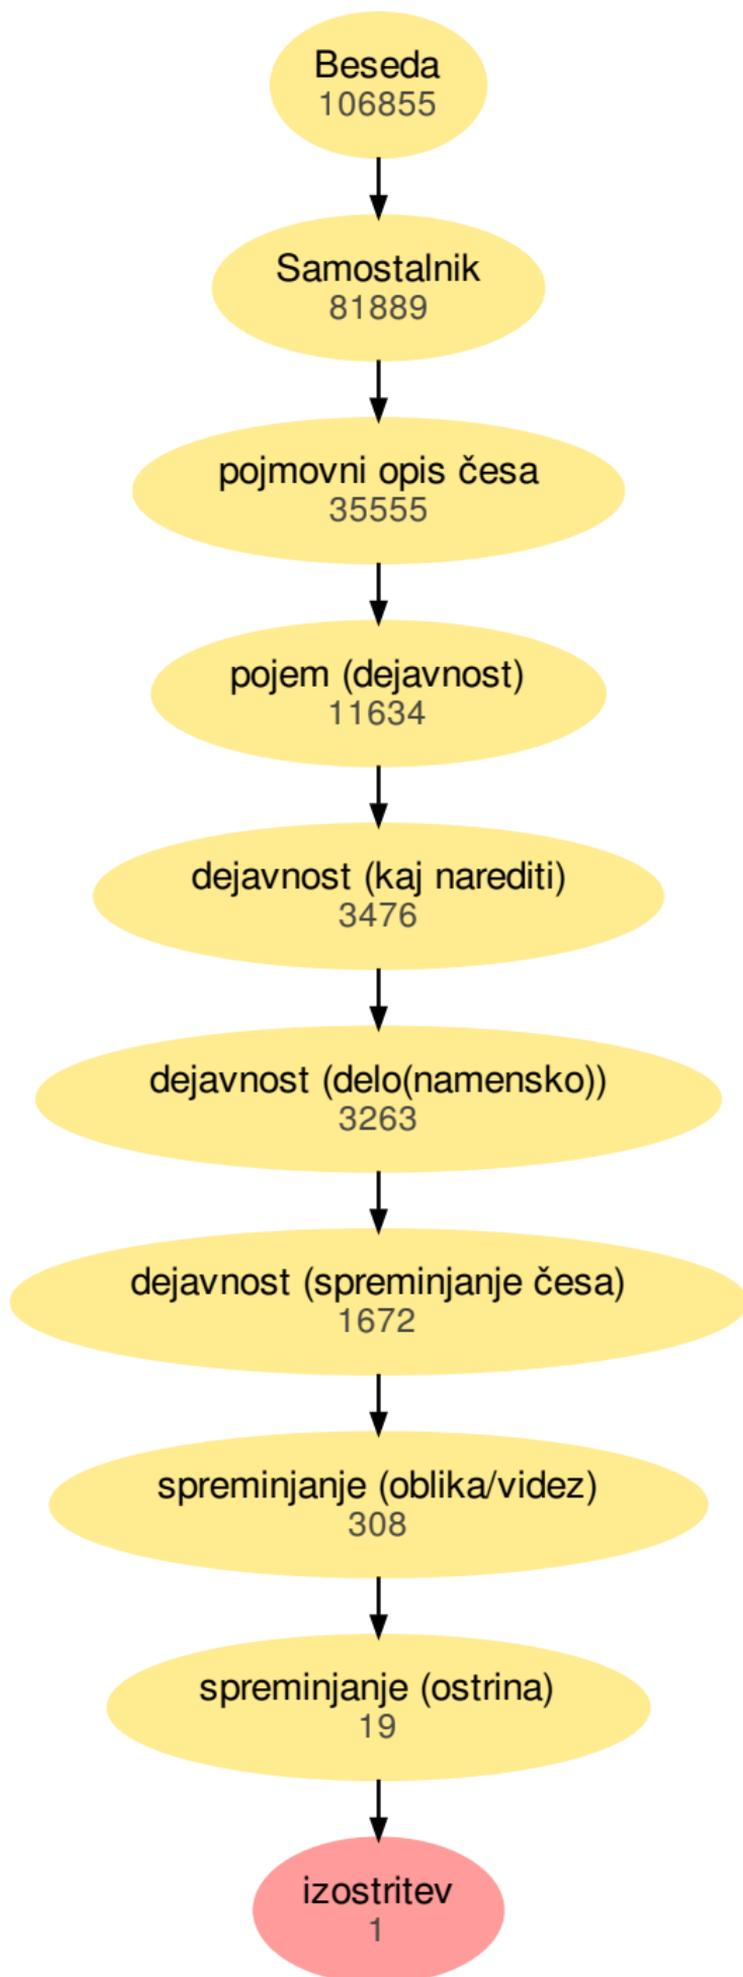 Beseda
106855
Samostalnik
81889
pojmovni opis česa
35555
pojem (dejavnost)
11634
dejavnost (kaj narediti)
3476
dejavnost (delo(namensko))
3263
dejavnost (spreminjanje česa)
1672
spreminjanje (oblika/videz)
308
spreminjanje (ostrina)
19
izostritev
1